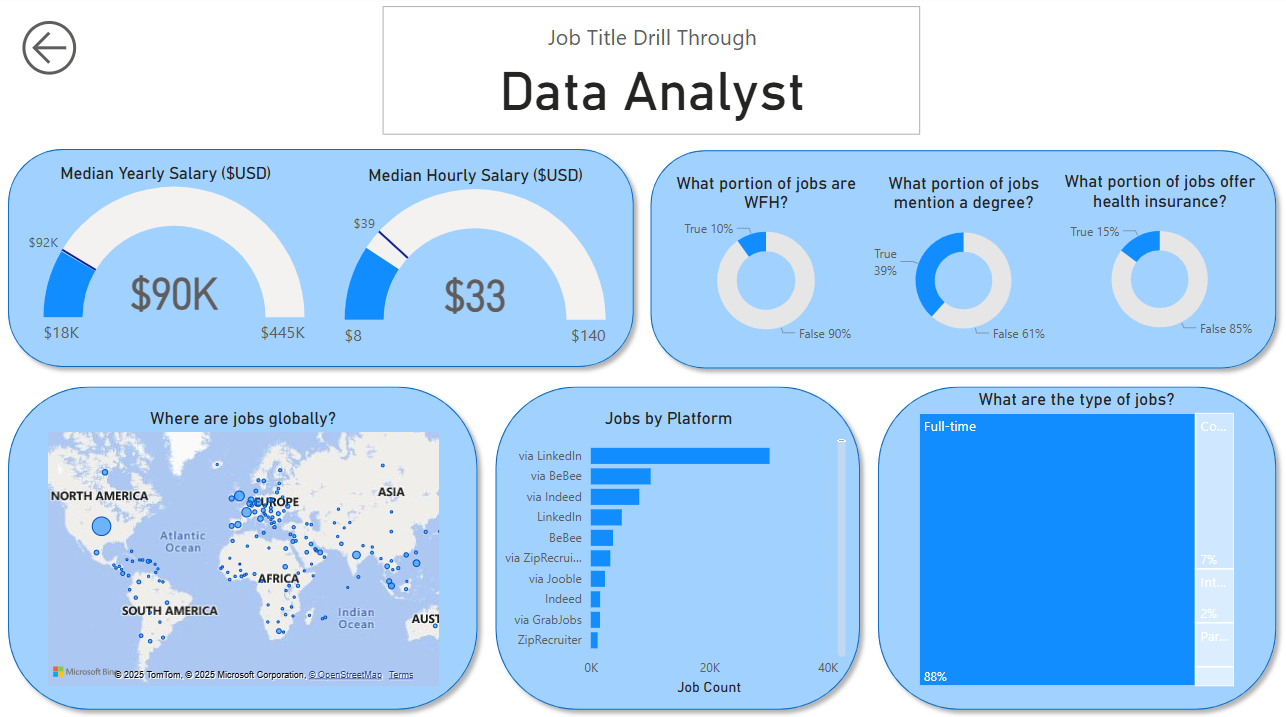 Job Title Drill Through
Data Analyst
Median Yearly Salary ($USD)
$92K
$90K
$18K
$445K
Median Hourly Salary ($USD)
$39
$33
$8
$140
What portion of jobs are
WFH?
True 10%
False 90%
What portion of jobs
mention a degree?
True
39%
False 61%
What portion of jobs offer
health insurance?
True 15%
False 85%
Where are jobs globally?
NORTH AMERICA
EUROPE
ASIA
Atlantic
Ocean
AFRICA
SOUTH AMERICA
Indian
Ocean
AUST
Microsoft Bing
© 2025 TomTom, © 2025 Microsoft Corporation, © OpenStreetMap Terms
Jobs by Platform
via LinkedIn
via BeBee
via Indeed
LinkedIn
BeBee
via ZipRecrui...
via Jooble
Indeed
via GrabJobs
ZipRecruiter
0K 20K 40K
Job Count
What are the type of jobs?
Full-time
88%
Co...
7%
Int...
2%
Par...